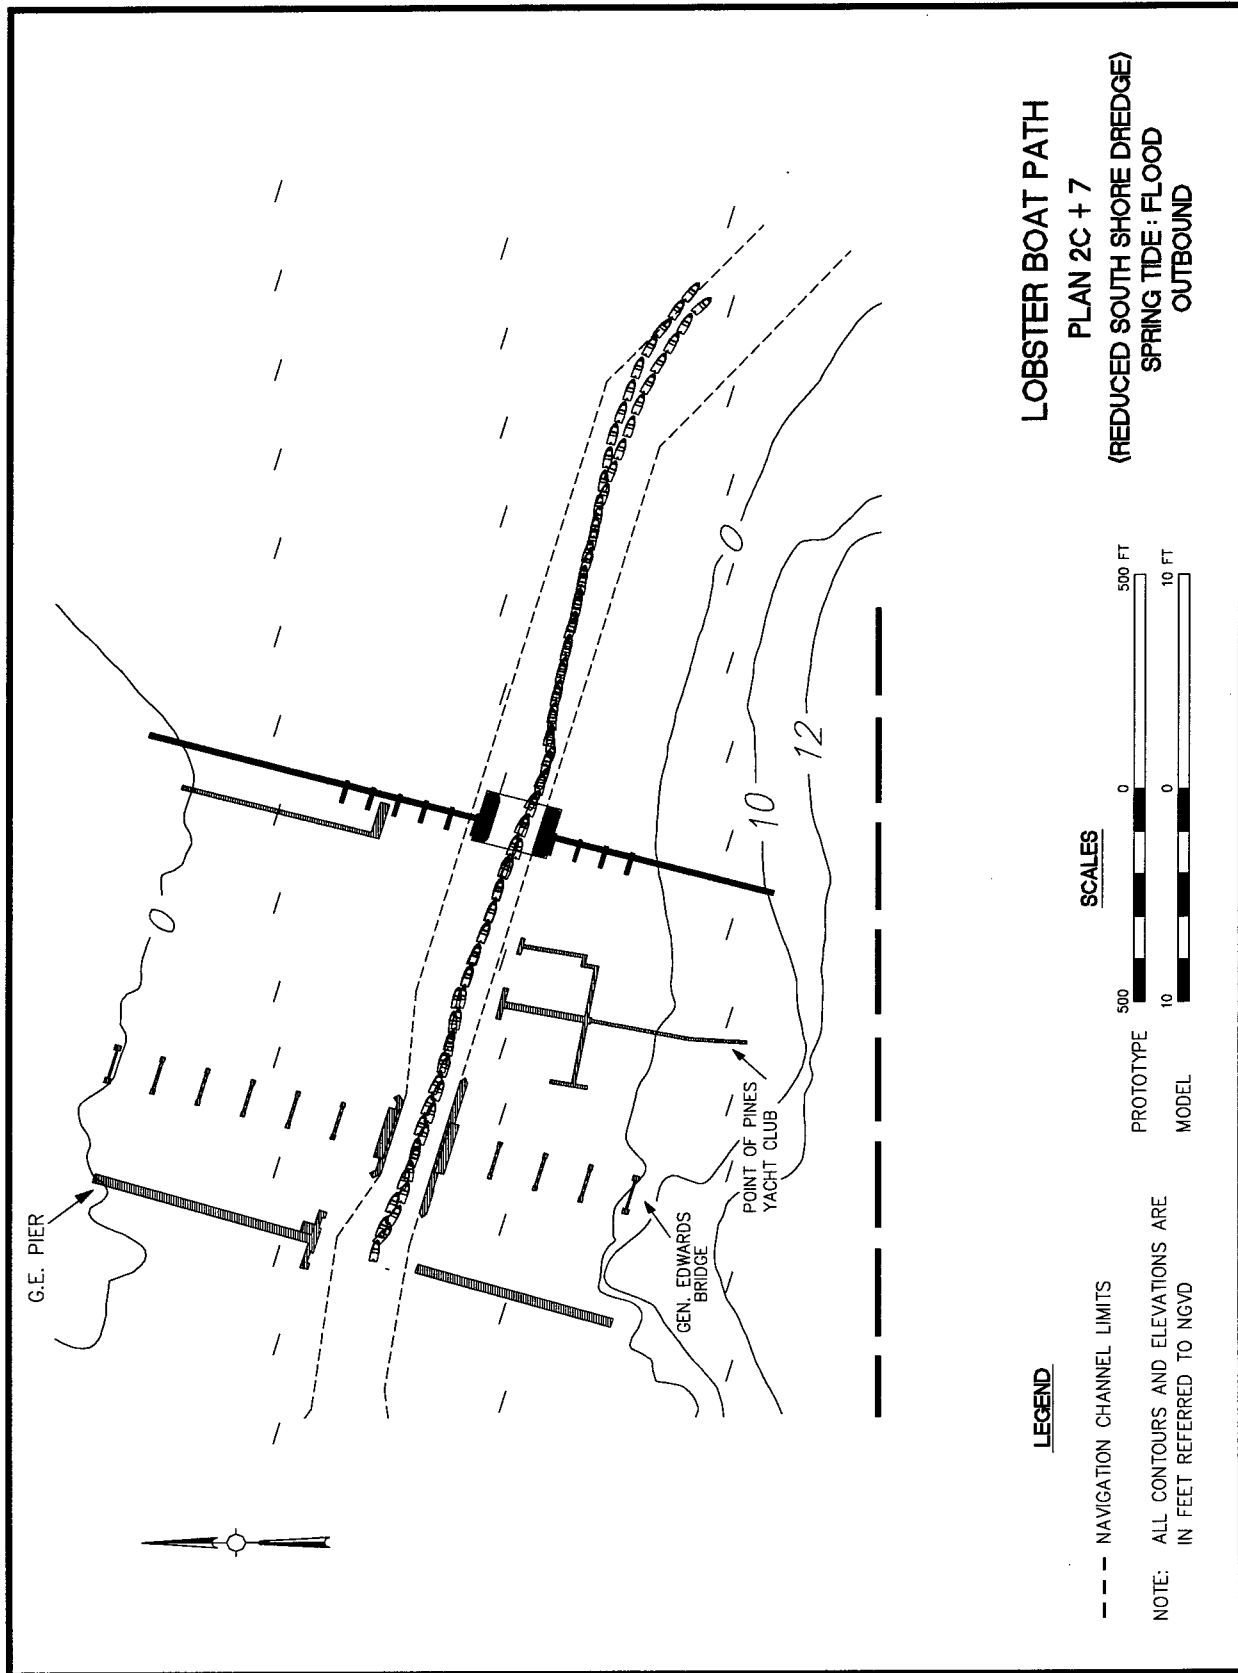 G.E. PIER
0
0
10
12
POINT OF PINES
YACHT CLUB
GEN. EDWARDS
BRIDGE
LOBSTER BOAT PATH
PLAN 2C + 7
(REDUCED SOUTH SHORE DREDGE)
SPRING TIDE : FLOOD
OUTBOUND
SCALES
PROTOTYPE 500 0 500 FT
MODEL 10 0 10 FT
LEGEND
--- NAVIGATION CHANNEL LIMITS
NOTE: ALL CONTOURS AND ELEVATIONS ARE
IN FEET REFERRED TO NGVD